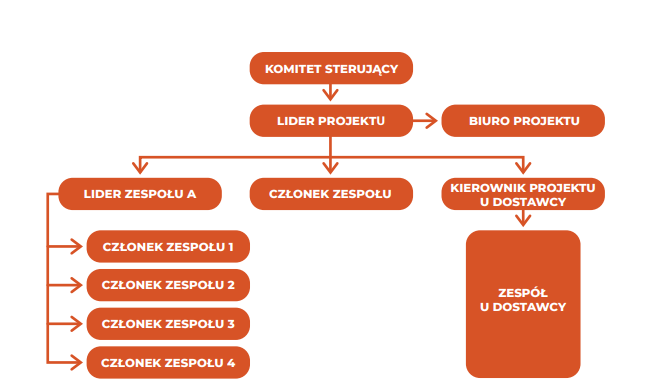 KOMITET STERUJĄCY
LIDER PROJEKTU
BIURO PROJEKTU
LIDER ZESPOŁU A
CZŁONEK ZESPOŁU
KIEROWNIK PROJEKTU
U DOSTAWCY
CZŁONEK ZESPOŁU 1
CZŁONEK ZESPOŁU 2
CZŁONEK ZESPOŁU 3
CZŁONEK ZESPOŁU 4
ZESPÓŁ
U DOSTAWCY